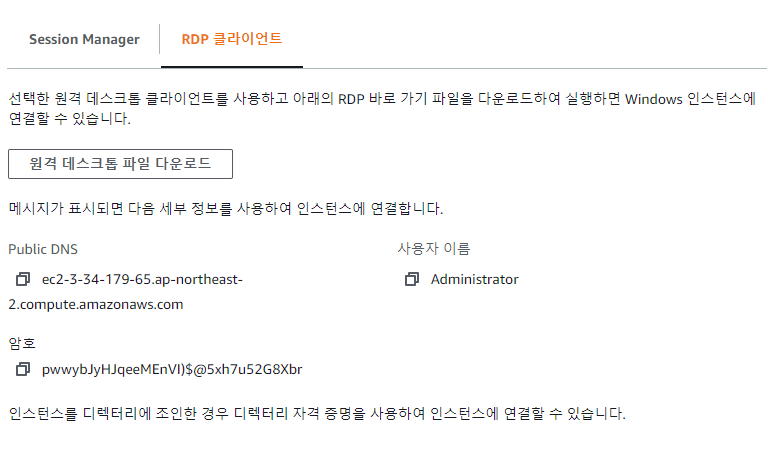 Session Manager
RDP 클라이언트
선택한 원격 데스크톱 클라이언트를 사용하고 아래의 RDP 바로 가기 파일을 다운로드하여 실행하면 Windows 인스턴스에
연결할 수 있습니다.
원격 데스크톱 파일 다운로드
메시지가 표시되면 다음 세부 정보를 사용하여 인스턴스에 연결합니다.
Public DNS
ec2-3-34-179-65.ap-northeast-
2.compute.amazonaws.com
사용자 이름
Administrator
암호
pwwybJyHJqeeMEnVI)$@5xh7u52G8Xbr
인스턴스를 디렉터리에 조인한 경우 디렉터리 자격 증명을 사용하여 인스턴스에 연결할 수 있습니다.